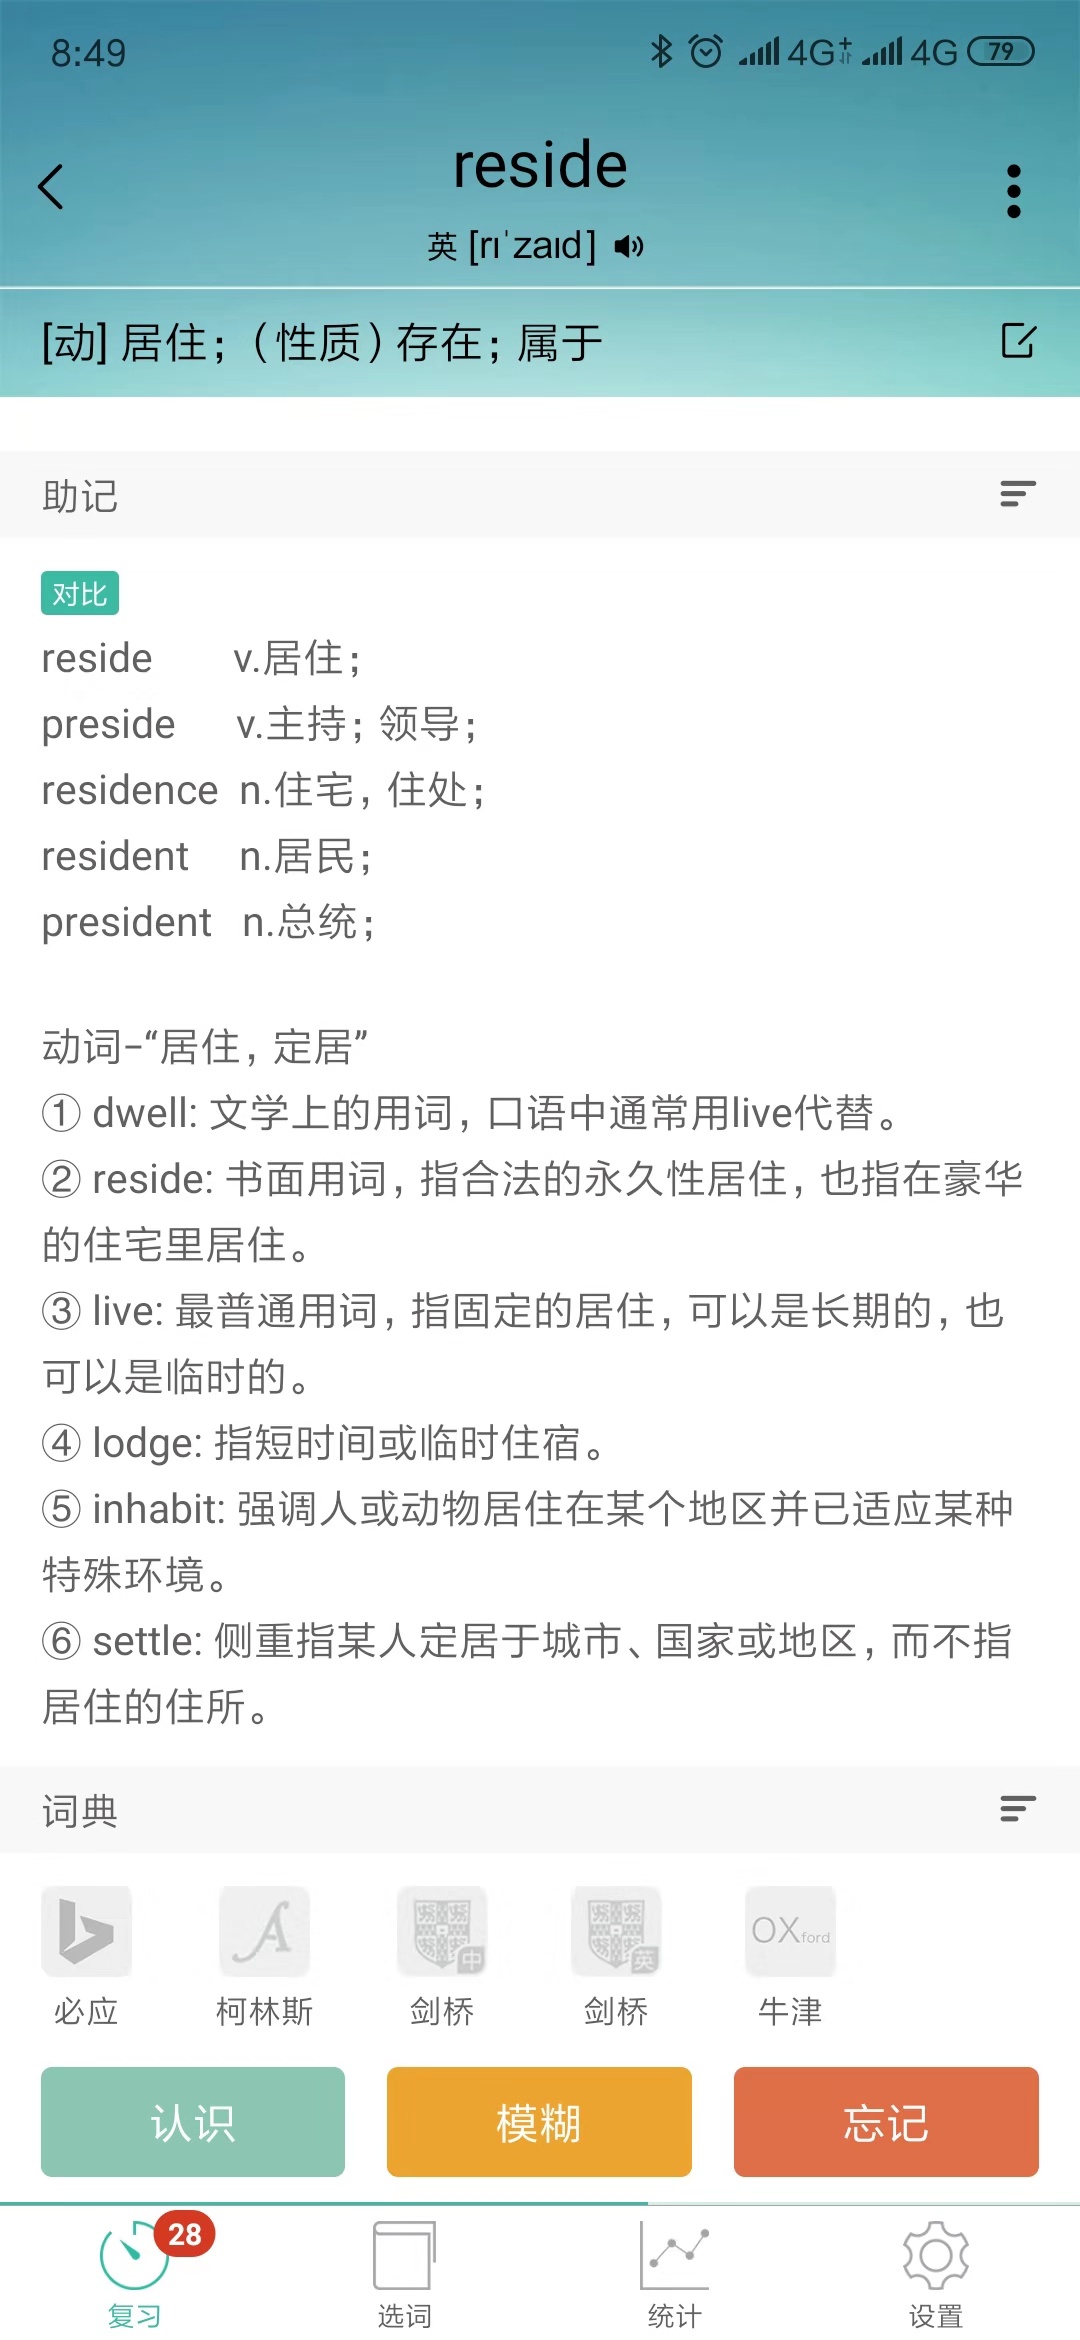 8:49 4G 4G 79
reside
英 [rɪˈzaɪd]
[动] 居住；（性质）存在；属于
助记
对比
reside v.居住；
preside v.主持；领导；
residence n.住宅，住处；
resident n.居民；
president n.总统；
动词-“居住，定居”
① dwell: 文学上的用词，口语中通常用live代替。
② reside: 书面用词，指合法的永久性居住，也指在豪华
的住宅里居住。
③ live: 最普通用词，指固定的居住，可以是长期的，也
可以是临时的。
④ lodge: 指短时间或临时住宿。
⑤ inhabit: 强调人或动物居住在某个地区并已适应某种
特殊环境。
⑥ settle: 侧重指某人定居于城市、国家或地区，而不指
居住的住所。
词典
A 中 英 OXford
必应 柯林斯 剑桥 剑桥 牛津
认识 模糊 忘记
28
复习 选词 统计 设置